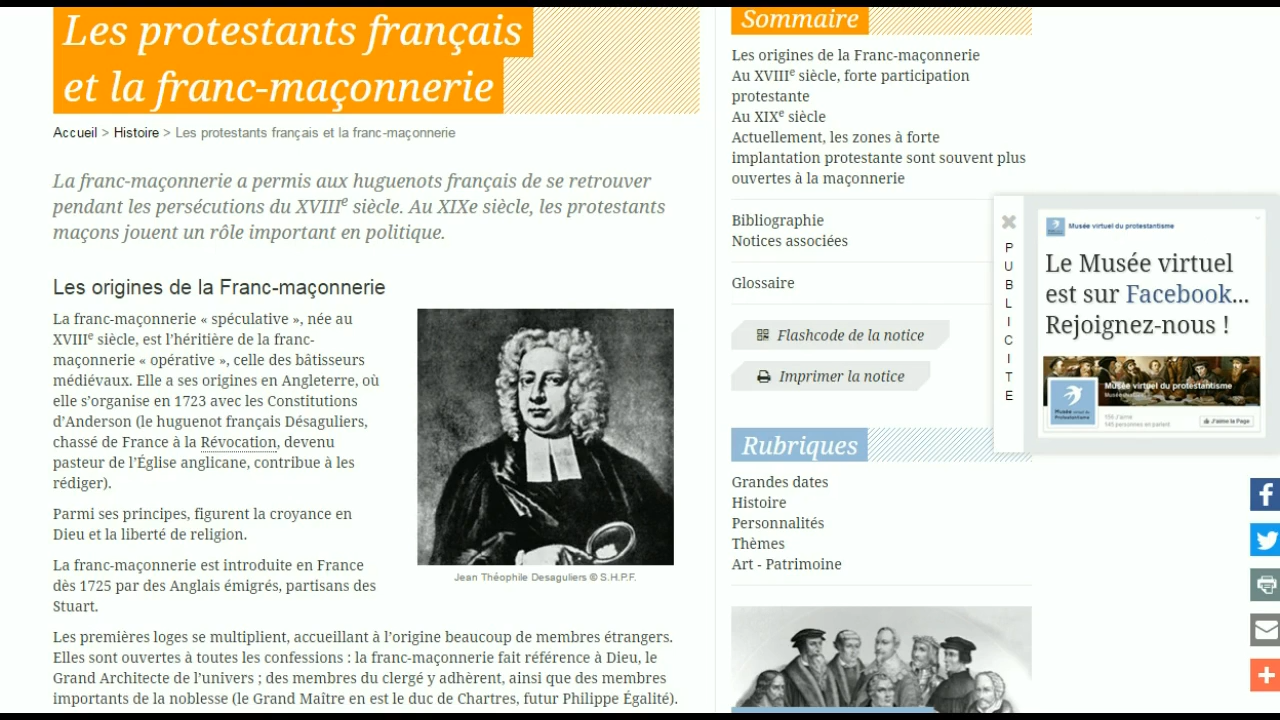 Les protestants français
et la franc-maçonnerie
Accueil > Histoire > Les protestants français et la franc-maçonnerie
La franc-maçonnerie a permis aux huguenots français de se retrouver
pendant les persécutions du XVIIIe siècle. Au XIXe siècle, les protestants
maçons jouent un rôle important en politique.
Les origines de la Franc-maçonnerie
La franc-maçonnerie « spéculative », née au
XVIIIe siècle, est l’héritière de la franc-
maçonnerie « opérative », celle des bâtisseurs
médiévaux. Elle a ses origines en Angleterre, où
elle s’organise en 1723 avec les Constitutions
d’Anderson (le huguenot français Désaguliers,
chassé de France à la Révocation, devenu
pasteur de l’Église anglicane, contribue à les
rédiger).
Parmi ses principes, figurent la croyance en
Dieu et la liberté de religion.
La franc-maçonnerie est introduite en France
dès 1725 par des Anglais émigrés, partisans des
Stuart.
Jean Théophile Desaguliers © S.H.P.F.
Les premières loges se multiplient, accueillant à l’origine beaucoup de membres étrangers.
Elles sont ouvertes à toutes les confessions : la franc-maçonnerie fait référence à Dieu, le
Grand Architecte de l’univers ; des membres du clergé y adhèrent, ainsi que des membres
importants de la noblesse (le Grand Maître en est le duc de Chartres, futur Philippe Égalité).
Sommaire
Les origines de la Franc-maçonnerie
Au XVIIIe siècle, forte participation
protestante
Au XIXe siècle
Actuellement, les zones à forte
implantation protestante sont souvent plus
ouvertes à la maçonnerie
Bibliographie
Notices associées
Glossaire
Flashcode de la notice
Imprimer la notice
Rubriques
Grandes dates
Histoire
Personnalités
Thèmes
Art - Patrimoine
PUBLICITE
Musée virtuel du protestantisme
Le Musée virtuel
est sur Facebook...
Rejoignez-nous !
Musée virtuel du protestantisme
J'aime la Page